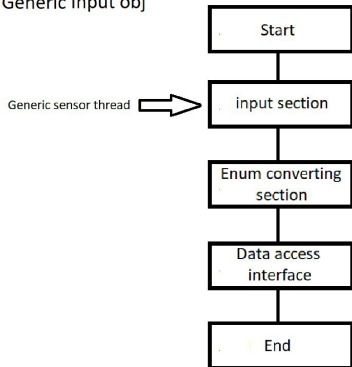 Generic input obj
Start
Generic sensor thread
input section
Enum converting
section
Data access
interface
End